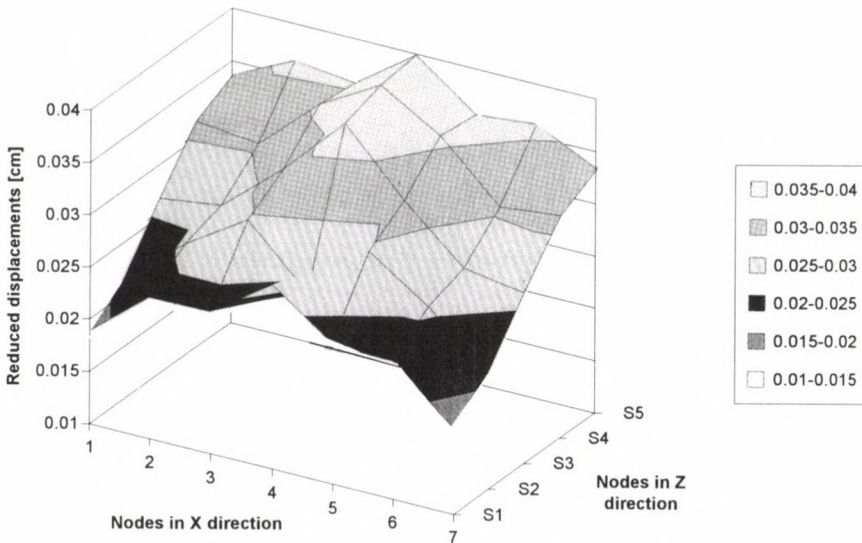 Reduced displacements [cm]
0.04
0.035
0.03
0.025
0.02
0.015
0.01
1
2
3
4
5
6
7
Nodes in X direction
S1
S2
S3
S4
S5
Nodes in Z
direction
0.035-0.04
0.03-0.035
0.025-0.03
0.02-0.025
0.015-0.02
0.01-0.015